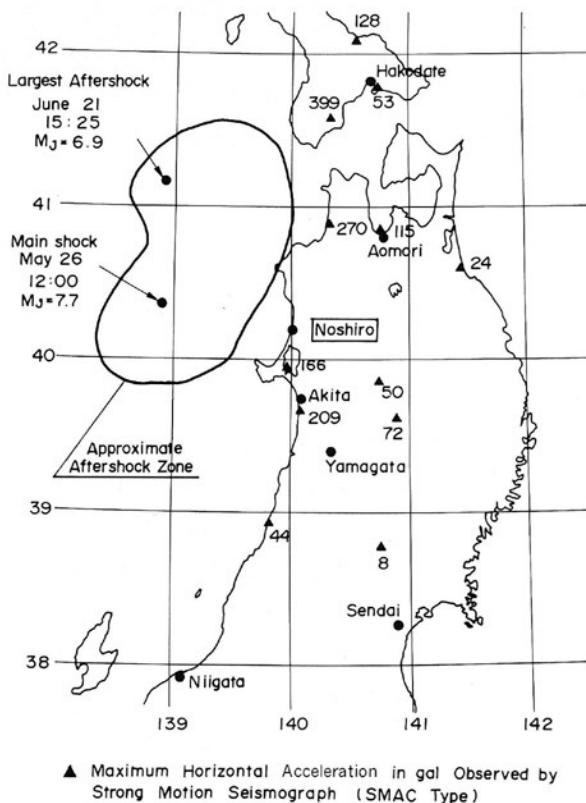 128
42
Hakodate
Largest Aftershock
June 21
15:25
MJ=6.9
399
53
41
270
115
Aomori
24
Main shock
May 26
12:00
MJ=7.7
Noshiro
40
166
Akita
50
209
72
Approximate
Aftershock Zone
Yamagata
39
44
8
Sendai
38
Niigata
139
140
141
142
▲ Maximum Horizontal Acceleration in gal Observed by
Strong Motion Seismograph (SMAC Type)